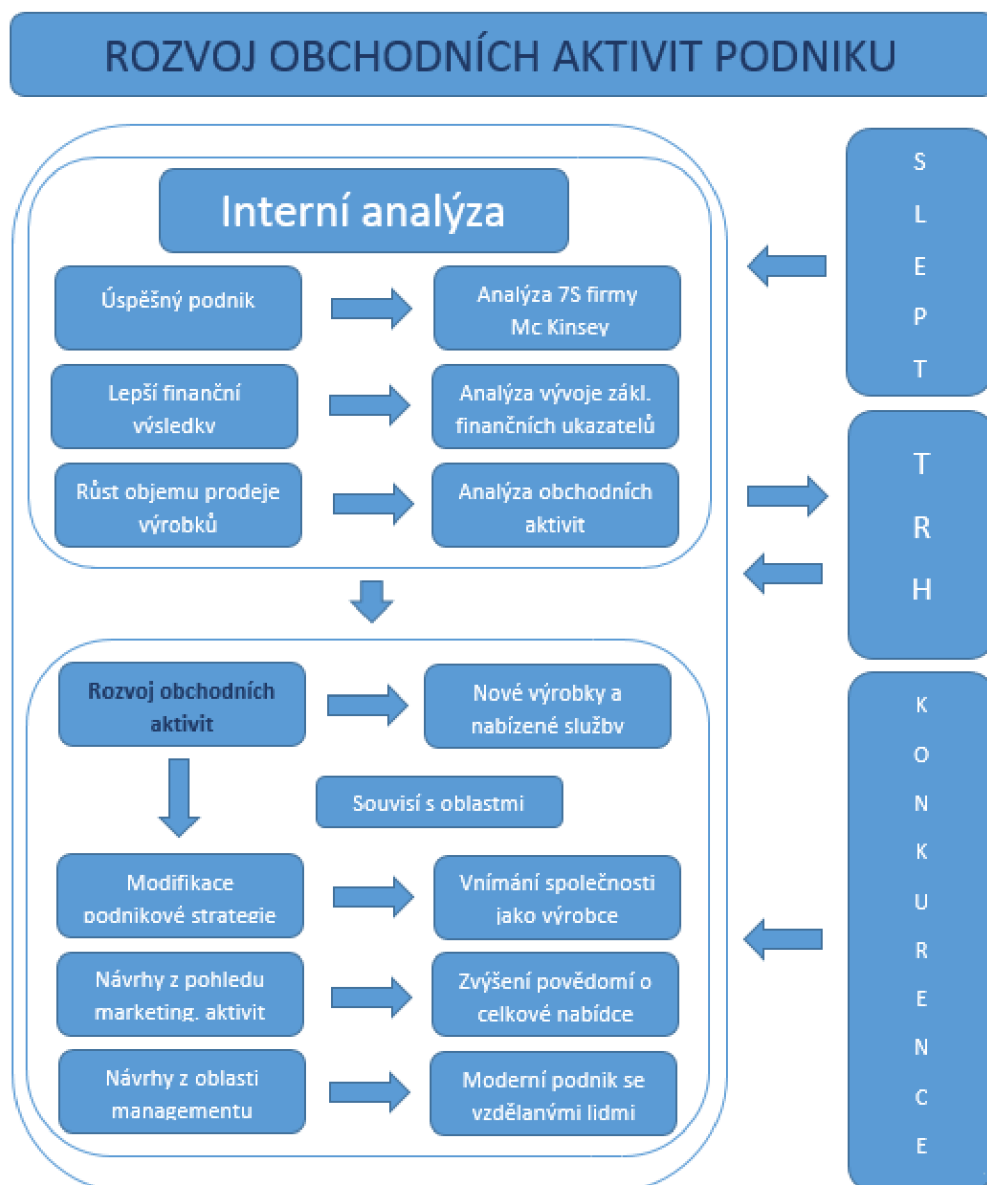 ROZVOJ OBCHODNÍCH AKTIVIT PODNIKU
Interní analýza
Úspěšný podnik
Analýza 7S firmy
Mc Kinsey
Lepší finanční
výsledky
Analýza vývoje zákl.
finančních ukazatelů
Růst objemu prodeje
výrobků
Analýza obchodních
aktivit
Rozvoj obchodních
aktivit
Nové výrobky a
nabízené služby
Souvisí s oblastmi
Modifikace
podnikové strategie
Vnímání společnosti
jako výrobce
Návrhy z pohledu
marketing. aktivit
Zvýšení povědomí o
celkové nabídce
Návrhy z oblasti
managementu
Moderní podnik se
vzdělanými lidmi
S
L
E
P
T
T
R
H
K
O
N
K
U
R
E
N
C
E